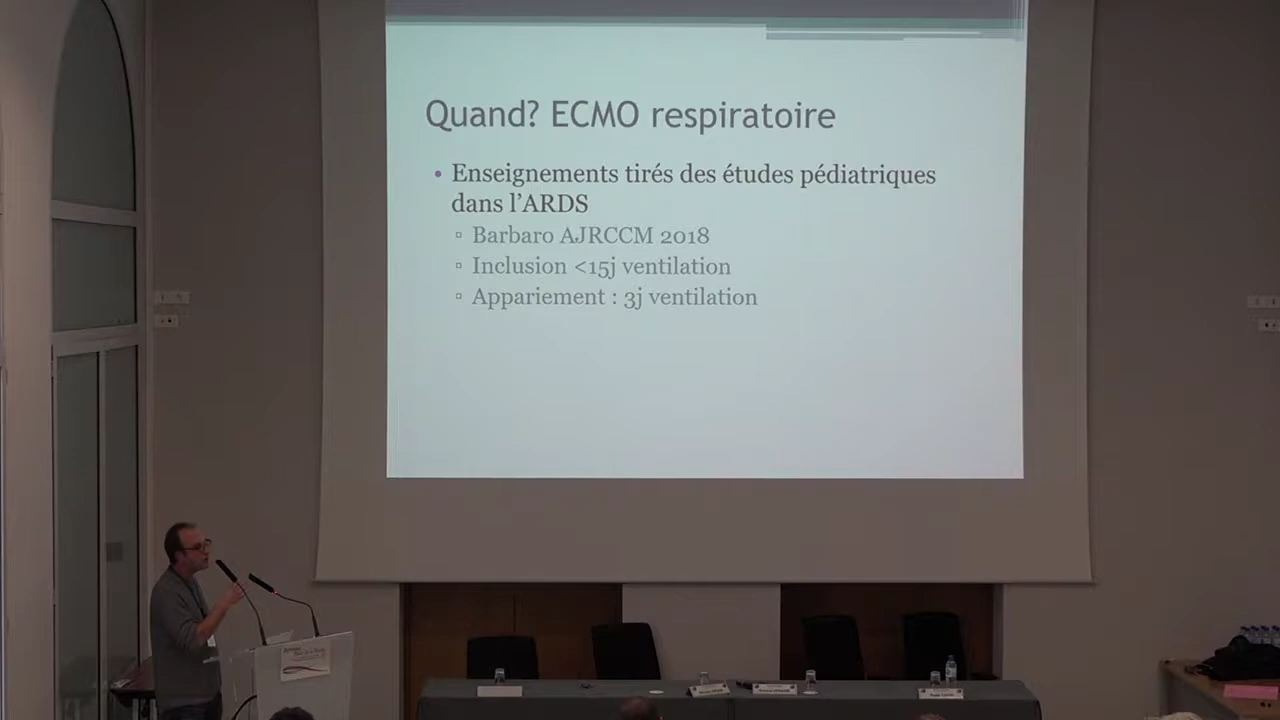 Quand? ECMO respiratoire
• Enseignements tirés des études pédiatriques
dans l'ARDS
▫ Barbaro AJRCCM 2018
▫ Inclusion <15j ventilation
▫ Appariement : 3j ventilation